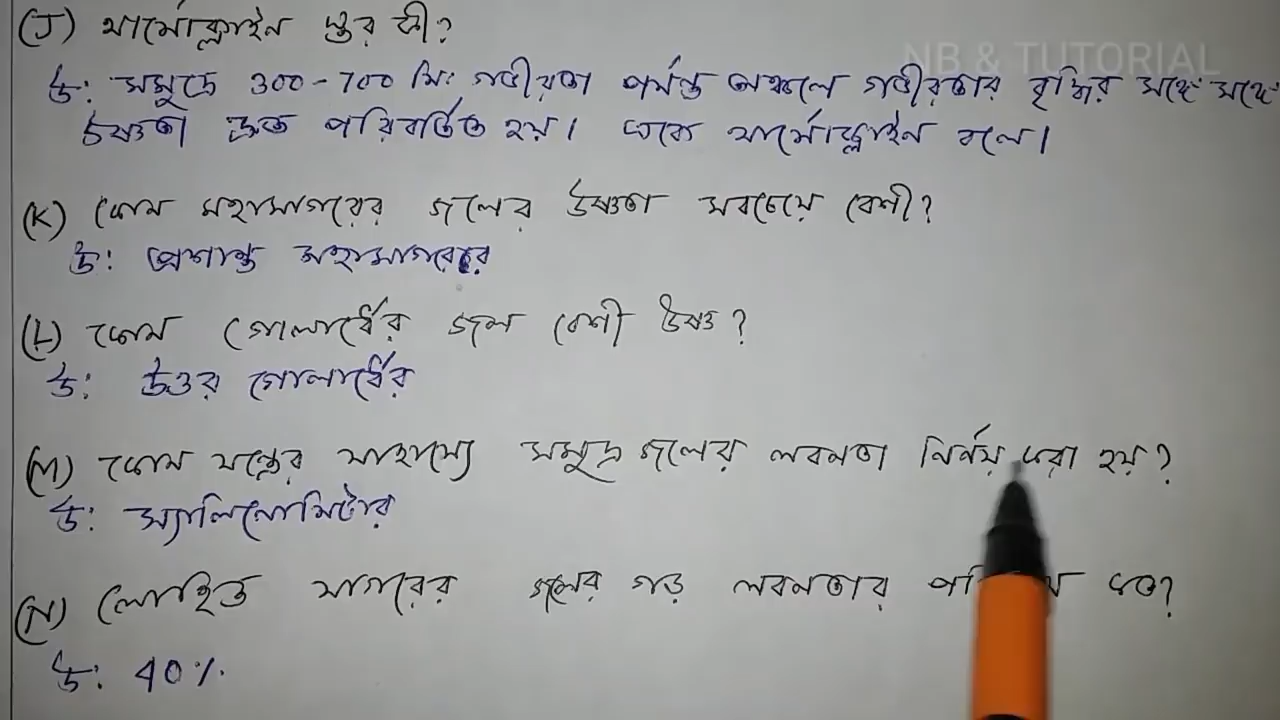 NB & TUTORIAL
(J) থার্মোক্লাইন স্তর কী?
উ: সমুদ্রে 300-700 মিঃ গভীরতা পর্যন্ত অঞ্চলে গভীরতার বৃদ্ধির সঙ্গে সঙ্গে
উষ্ণতা দ্রুত পরিবর্তিত হয়। একে থার্মোক্লাইন বলে।
(K) কোন মহাসাগরের জলের উষ্ণতা সবচেয়ে বেশী?
উ: প্রশান্ত মহাসাগরের
(L) কোন গোলার্ধের জল বেশী উষ্ণ?
উ: উত্তর গোলার্ধের
(M) কোন যন্ত্রের সাহায্যে সমুদ্র জলের লবনতা নির্নয় করা হয়?
উ: স্যালিনোমিটার
(N) লোহিত সাগরের জলের গড় লবনতার কত?
উ: 40%